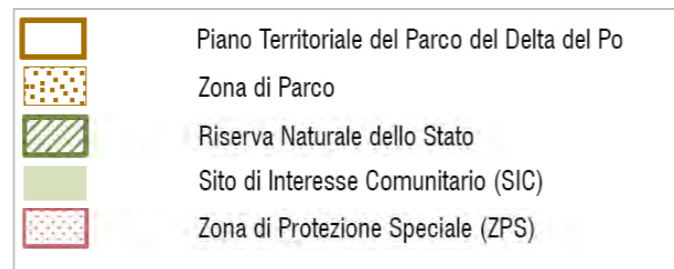 Piano Territoriale del Parco del Delta del Po
Zona di Parco
Riserva Naturale dello Stato
Sito di Interesse Comunitario (SIC)
Zona di Protezione Speciale (ZPS)